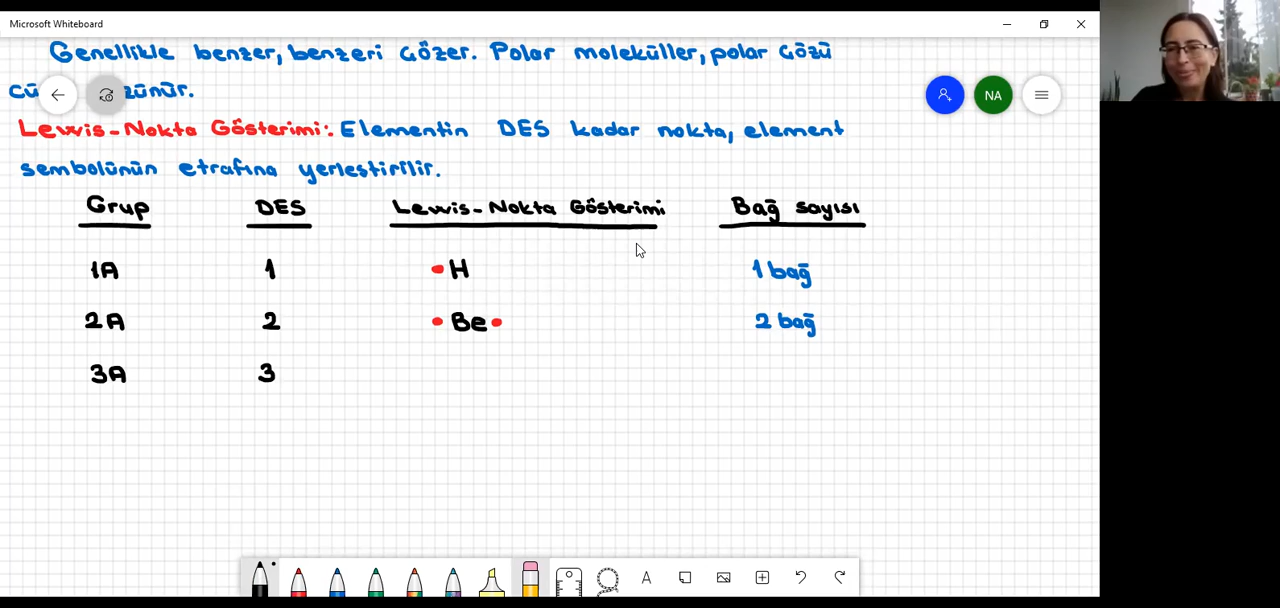 Microsoft Whiteboard
Genellikle benzer, benzeri çözer. Polar moleküller, polar çözü
cü zünür.
NA
Lewis-Nokta Gösterimi: Elementin DES kadar nokta, element
sembolünün etrafına yerleştirilir.
Grup DES Lewis-Nokta Gösterimi Bağ sayısı
1A 1 •H 1 bağ
2A 2 •Be• 2 bağ
3A 3
A